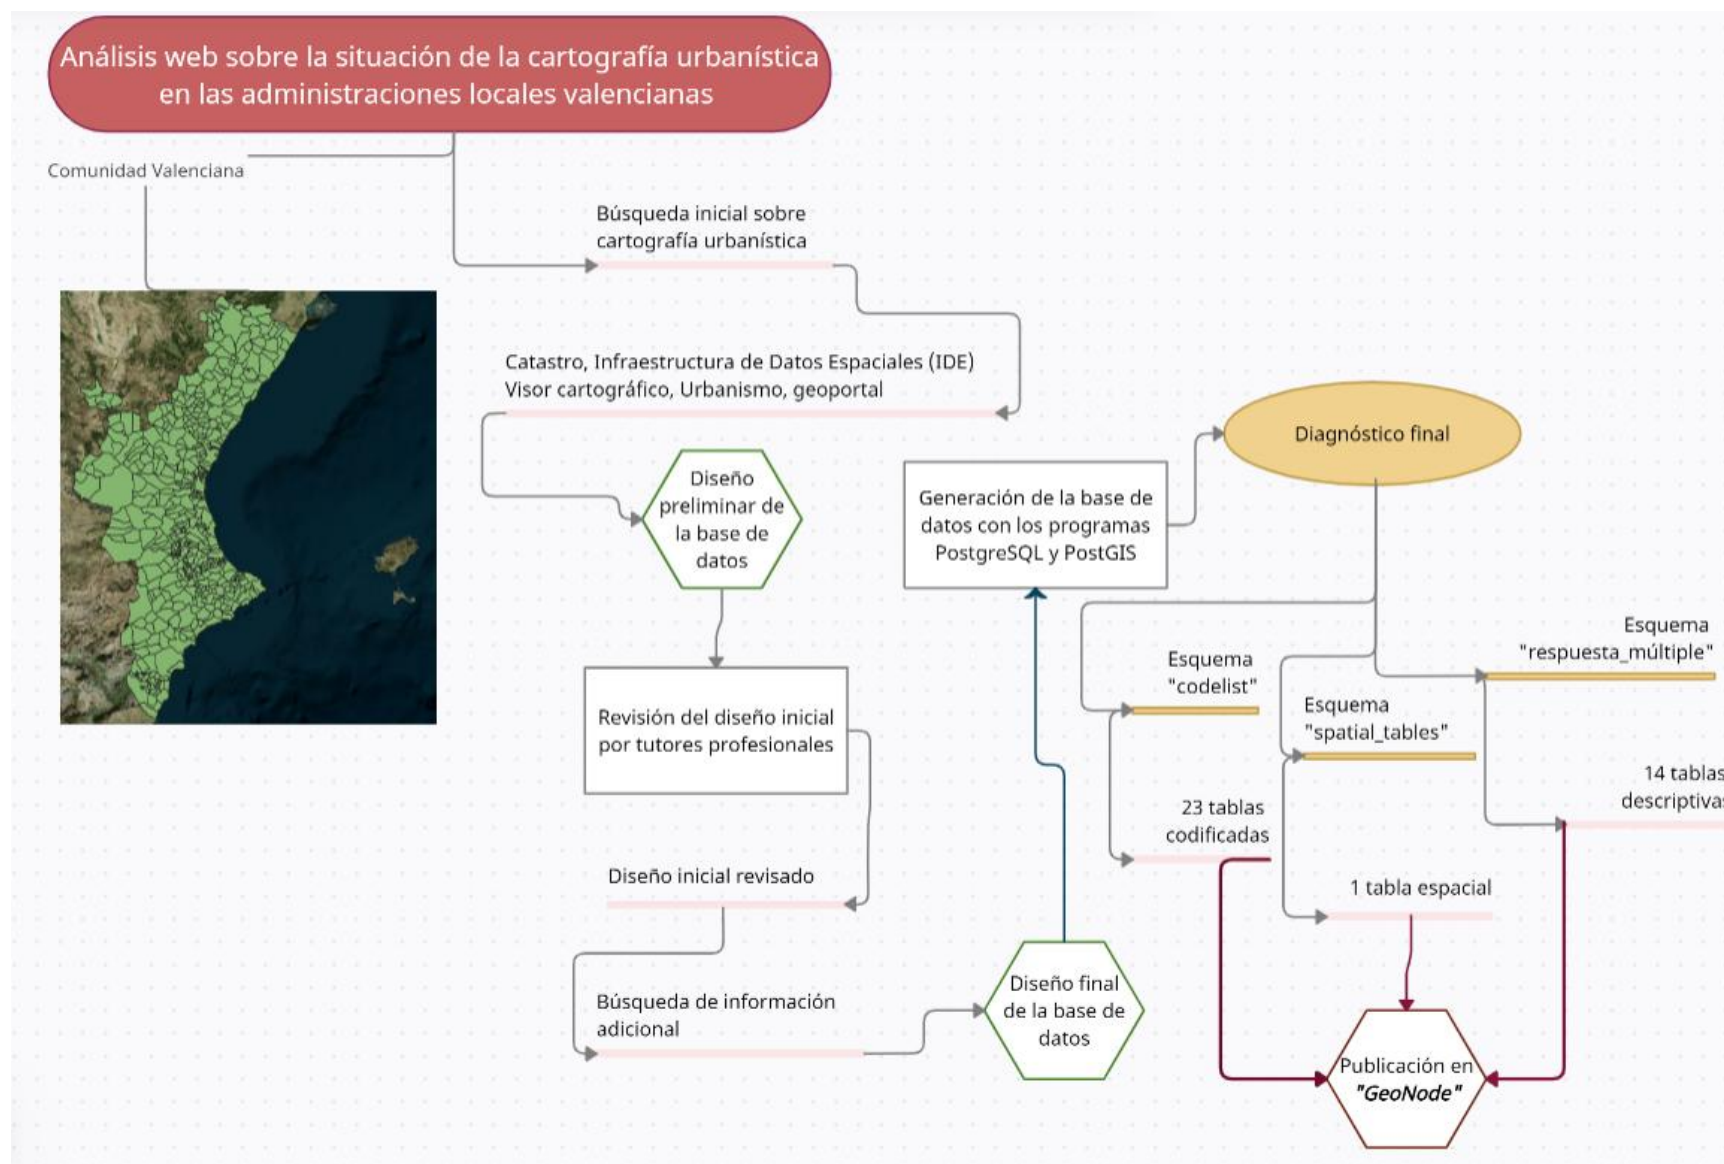 Análisis web sobre la situación de la cartografía urbanística
en las administraciones locales valencianas
Comunidad Valenciana
Búsqueda inicial sobre
cartografía urbanística
Catastro, Infraestructura de Datos Espaciales (IDE)
Visor cartográfico, Urbanismo, geoportal
Diseño
preliminar de
la base de
datos
Revisión del diseño inicial
por tutores profesionales
Diseño inicial revisado
Búsqueda de información
adicional
Diseño final
de la base de
datos
Generación de la base de
datos con los programas
PostgreSQL y PostGIS
Diagnóstico final
Esquema
"codelist"
23 tablas
codificadas
Esquema
"spatial_tables"
1 tabla espacial
Esquema
"respuesta_múltiple"
14 tablas
descriptivas
Publicación en
"GeoNode"